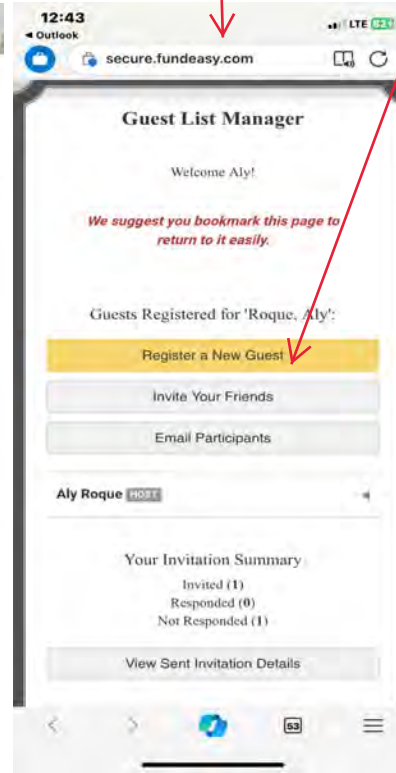 12:43
LTE
Outlook
secure.fundeasy.com
Guest List Manager
Welcome Aly!
We suggest you bookmark this page to
return to it easily.
Guests Registered for 'Roque, Aly':
Register a New Guest
Invite Your Friends
Email Participants
Aly Roque HOST
Your Invitation Summary
Invited (1)
Responded (0)
Not Responded (1)
View Sent Invitation Details
53